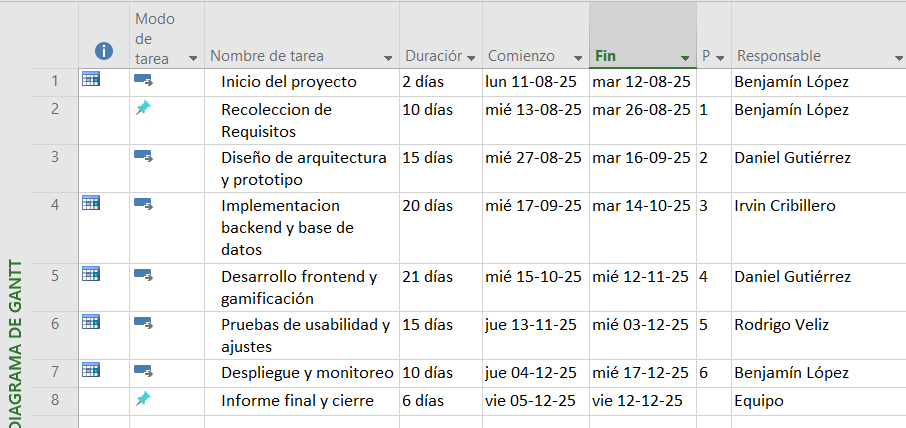 Modo de tarea Nombre de tarea Duración Comienzo Fin P Responsable
1 Inicio del proyecto 2 días lun 11-08-25 mar 12-08-25 Benjamín López
2 Recoleccion de Requisitos 10 días mié 13-08-25 mar 26-08-25 1 Benjamín López
3 Diseño de arquitectura y prototipo 15 días mié 27-08-25 mar 16-09-25 2 Daniel Gutiérrez
4 Implementacion backend y base de datos 20 días mié 17-09-25 mar 14-10-25 3 Irvin Cribillero
5 Desarrollo frontend y gamificación 21 días mié 15-10-25 mié 12-11-25 4 Daniel Gutiérrez
6 Pruebas de usabilidad y ajustes 15 días jue 13-11-25 mié 03-12-25 5 Rodrigo Veliz
7 Despliegue y monitoreo 10 días jue 04-12-25 mié 17-12-25 6 Benjamín López
8 Informe final y cierre 6 días vie 05-12-25 vie 12-12-25 Equipo
DIAGRAMA DE GANTT